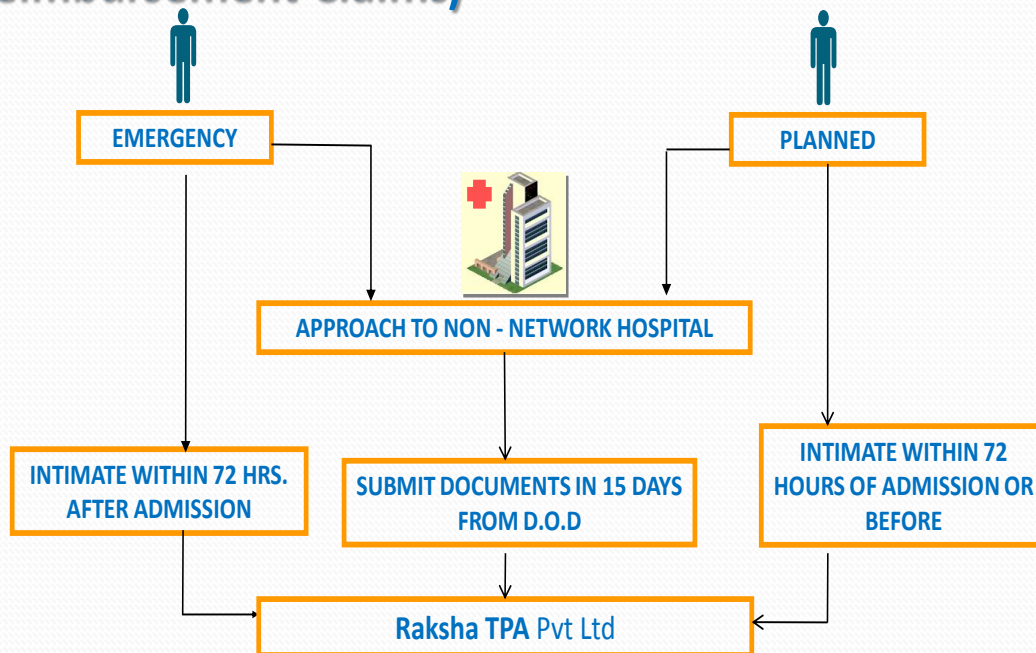 EMERGENCY
PLANNED
APPROACH TO NON - NETWORK HOSPITAL
INTIMATE WITHIN 72 HRS.
AFTER ADMISSION
SUBMIT DOCUMENTS IN 15 DAYS
FROM D.O.D
INTIMATE WITHIN 72
HOURS OF ADMISSION OR
BEFORE
Raksha TPA Pvt Ltd